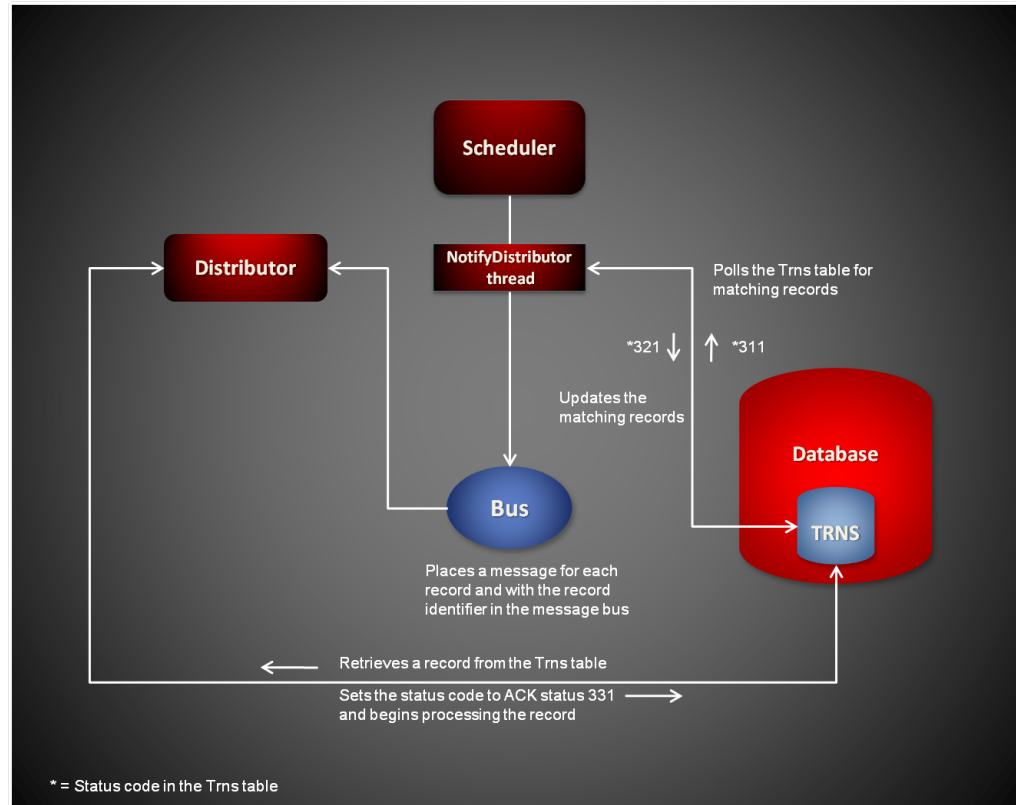 Scheduler
Distributor
NotifyDistributor
thread
Polls the Trns table for
matching records
*321
*311
Updates the
matching records
Database
TRNS
Bus
Places a message for each
record and with the record
identifier in the message bus
Retrieves a record from the Trns table
Sets the status code to ACK status 331
and begins processing the record
* = Status code in the Trns table